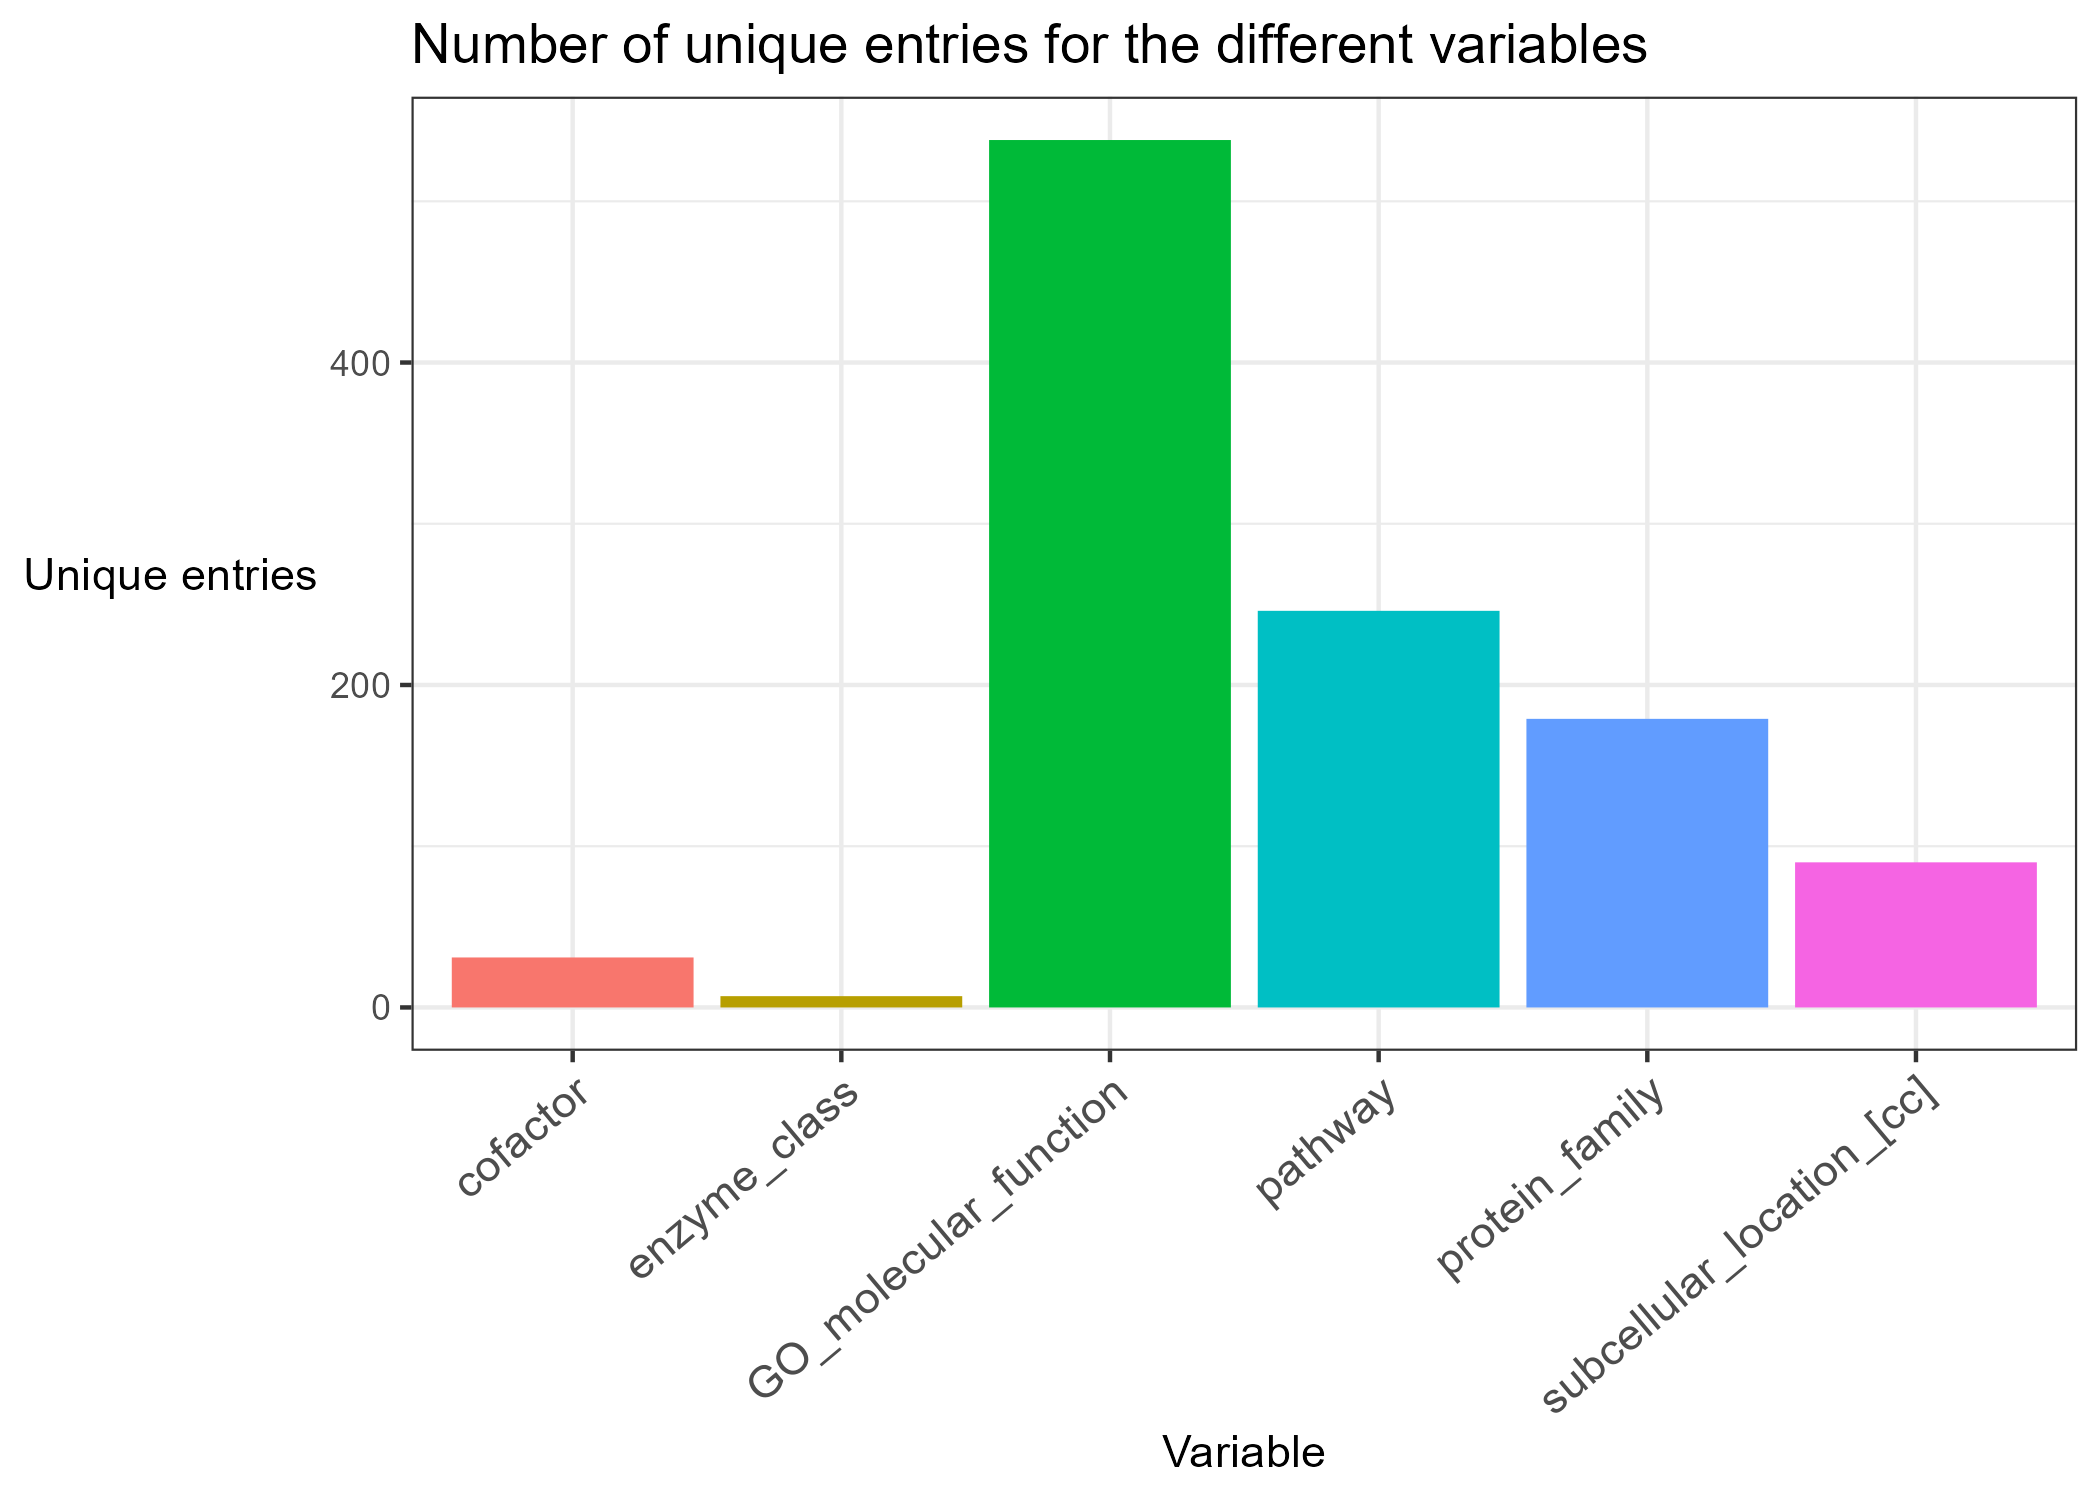 Number of unique entries for the different variables
Unique entries
400
200
0
cofactor
enzyme_class
GO_molecular_function
pathway
protein_family
subcellular_location_[cc]
Variable